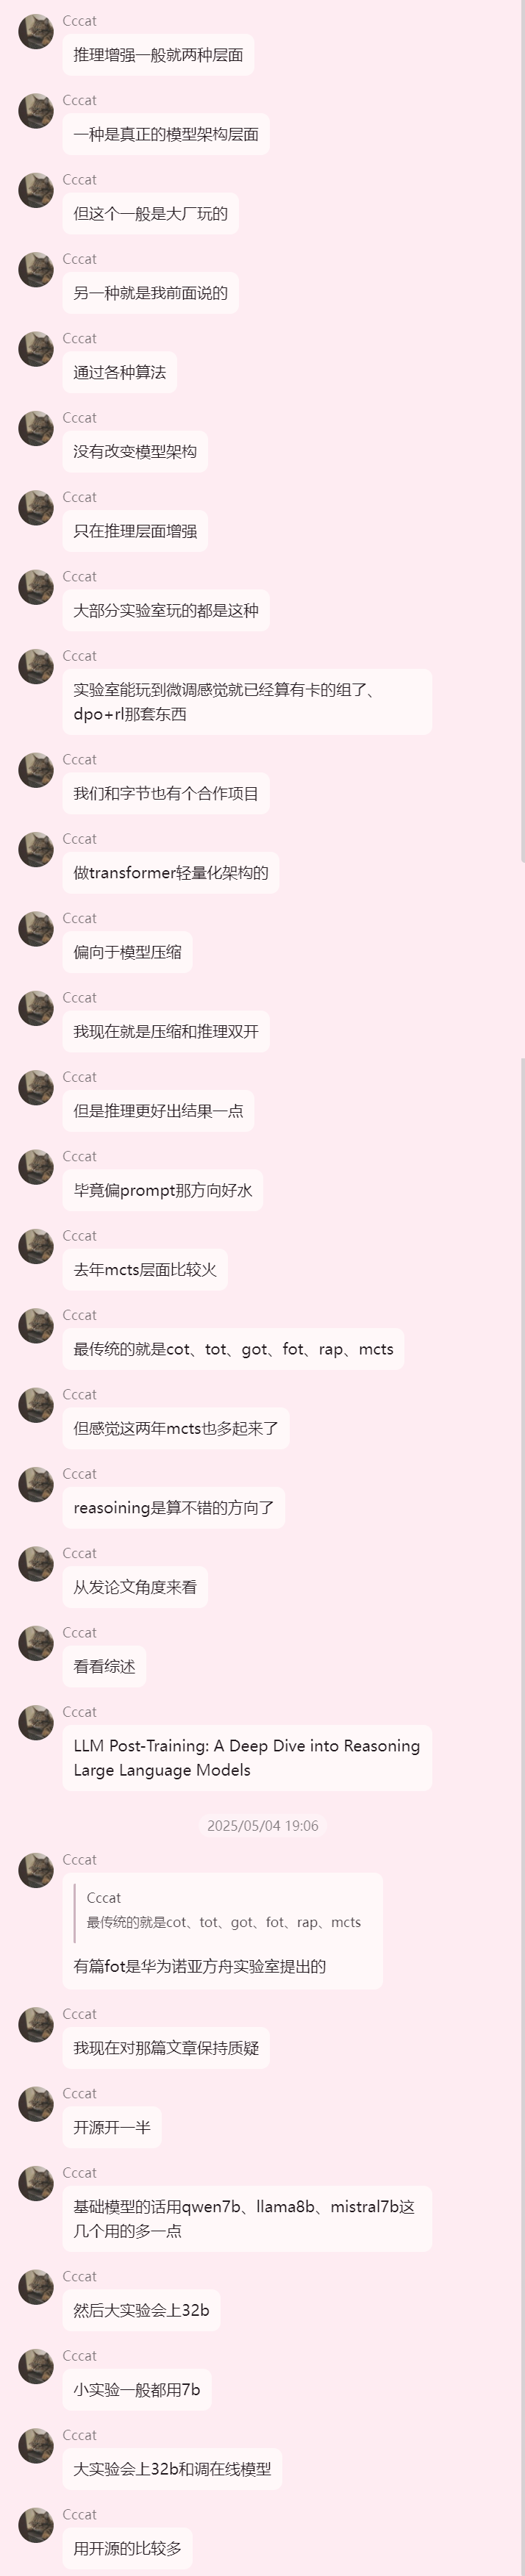 Cccat
推理增强一般就两种层面
Cccat
一种是真正的模型架构层面
Cccat
但这个一般是大厂玩的
Cccat
另一种就是我前面说的
Cccat
通过各种算法
Cccat
没有改变模型架构
Cccat
只在推理层面增强
Cccat
大部分实验室玩的都是这种
Cccat
实验室能玩到微调感觉就已经算有卡的组了、
dpo+rl那套东西
Cccat
我们和字节也有个合作项目
Cccat
做transformer轻量化架构的
Cccat
偏向于模型压缩
Cccat
我现在就是压缩和推理双开
Cccat
但是推理更好出结果一点
Cccat
毕竟偏prompt那方向好水
Cccat
去年mcts层面比较火
Cccat
最传统的就是cot、tot、got、fot、rap、mcts
Cccat
但感觉这两年mcts也多起来了
Cccat
reasoining是算不错的方向了
Cccat
从发论文角度来看
Cccat
看看综述
Cccat
LLM Post-Training: A Deep Dive into Reasoning
Large Language Models
2025/05/04 19:06
Cccat
Cccat
最传统的就是cot、tot、got、fot、rap、mcts
有篇fot是华为诺亚方舟实验室提出的
Cccat
我现在对那篇文章保持质疑
Cccat
开源开一半
Cccat
基础模型的话用qwen7b、llama8b、mistral7b这
几个用的多一点
Cccat
然后大实验会上32b
Cccat
小实验一般都用7b
Cccat
大实验会上32b和调在线模型
Cccat
用开源的比较多